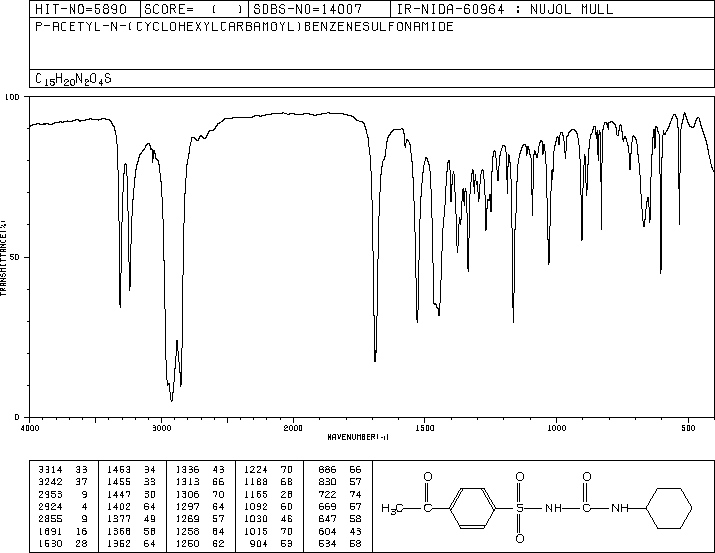 HIT-NO=5890 |SCORE= ( )|SDBS-NO=14007 |IR-NIDA-60964 : NUJOL MULL
P-ACETYL-N-(CYCLOHEXYLCARBAMOYL)BENZENESULFONAMIDE
C15H20N2O4S
100
50
0
TRANSMITTANCE(%)
4000 3000 2000 1500 1000 500
WAVENUMBER(-1)
3314 33 1463 34 1336 43 1224 70 886 66
3242 37 1455 33 1313 66 1188 68 830 57
2953 9 1447 30 1306 70 1165 28 722 74
2924 4 1402 64 1297 64 1092 60 669 57
2855 9 1377 49 1269 57 1030 46 647 58
1691 16 1368 58 1258 84 1015 70 604 43
1530 28 1362 64 1250 62 904 53 534 58
O O O
H3C C S NH C NH
O